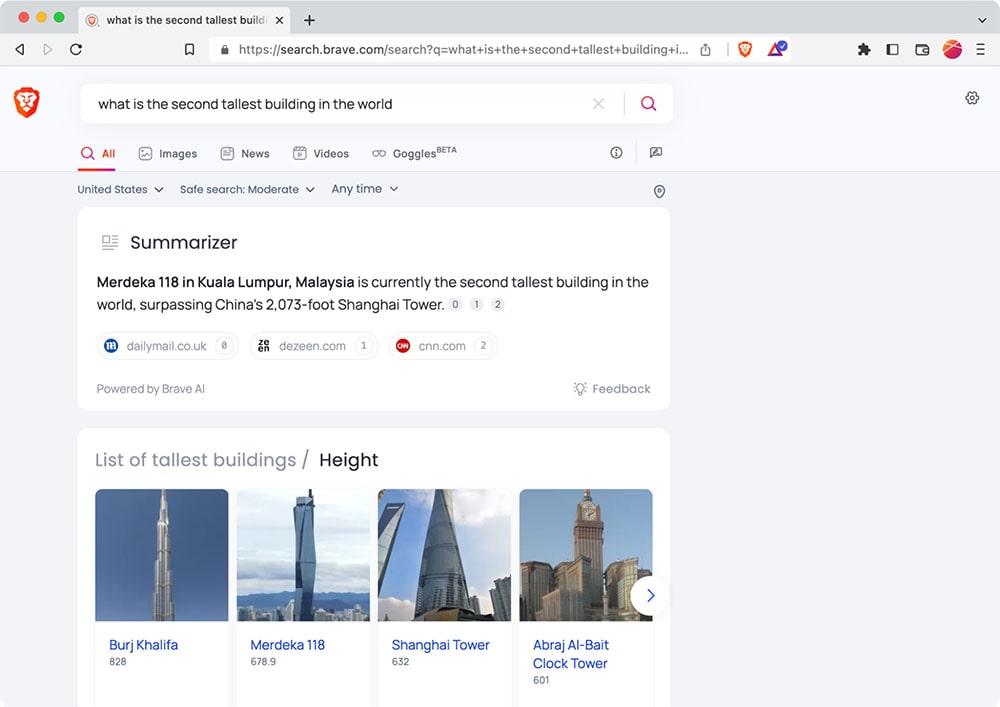 what is the second tallest build
https://search.brave.com/search?q=what+is+the+second+tallest+building+i...
what is the second tallest building in the world
All Images News Videos Goggles BETA
United States Safe search: Moderate Any time
Summarizer
Merdeka 118 in Kuala Lumpur, Malaysia is currently the second tallest building in the
world, surpassing China's 2,073-foot Shanghai Tower. 0 1 2
dailymail.co.uk 0 dezeen.com 1 CNN cnn.com 2
Powered by Brave AI Feedback
List of tallest buildings / Height
Burj Khalifa
828
Merdeka 118
678.9
Shanghai Tower
632
Abraj Al-Bait
Clock Tower
601